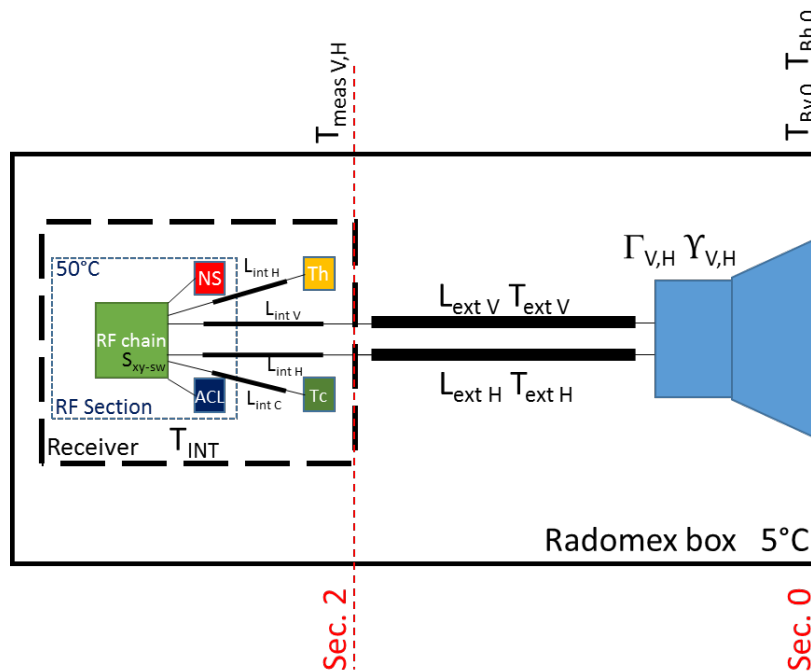 T_meas V,H
T_Bv,0 T_Bh,0
50°C
NS
L_int H
Th
RF chain
L_int V
L_ext V T_ext V
Γ_V,H ϒ_V,H
S_xy-sw
L_int H
RF Section
ACL
L_int C
Tc
L_ext H T_ext H
Receiver T_INT
Radomex box 5°C
Sec. 2
Sec. 0